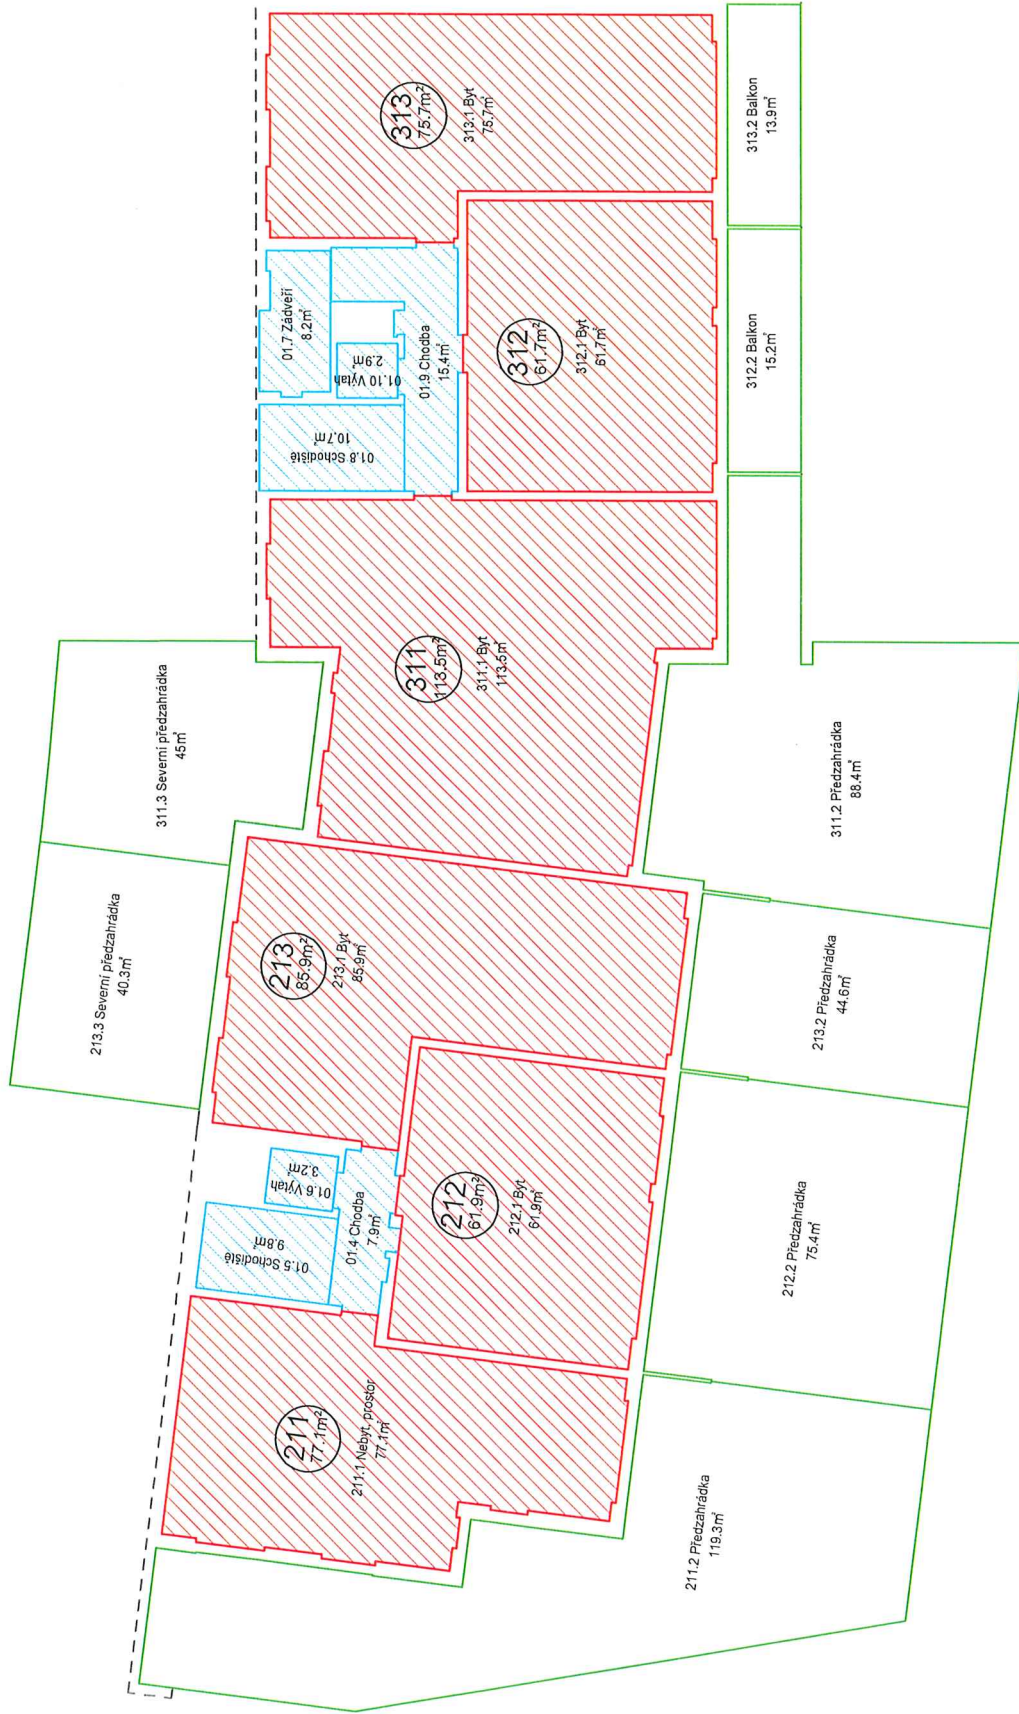 313
75.7m²
313.1 Byt
75.7m²
313.2 Balkon
13.9m²
01.7 Zádveří
8.2m²
01.10 Výtah
2.9m²
01.8 Schodiště
10.7m²
01.9 Chodba
15.4m²
312
61.7m²
312.1 Byt
61.7m²
312.2 Balkon
15.2m²
311
113.5m²
311.1 Byt
113.5m²
311.3 Severní předzahrádka
45m²
311.2 Předzahrádka
88.4m²
213.3 Severní předzahrádka
40.3m²
213
85.9m²
213.1 Byt
85.9m²
213.2 Předzahrádka
44.6m²
01.6 Výtah
3.2m²
01.5 Schodiště
9.8m²
01.4 Chodba
7.9m²
212
61.9m²
212.1 Byt
61.9m²
212.2 Předzahrádka
75.4m²
211
77.1m²
211.1 Nebyt. prostor
77.1m²
211.2 Předzahrádka
119.3m²